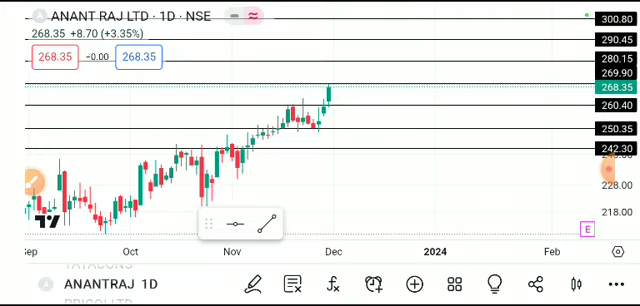 ANANT RAJ LTD · 1D · NSE
268.35 +8.70 (+3.35%)
268.35 −0.00 268.35
300.80
290.45
280.15
269.90
268.35
260.40
250.35
242.30
228.00
218.00
E
Sep Oct Nov Dec 2024 Feb
TATACONS
ANANTRAJ 1D